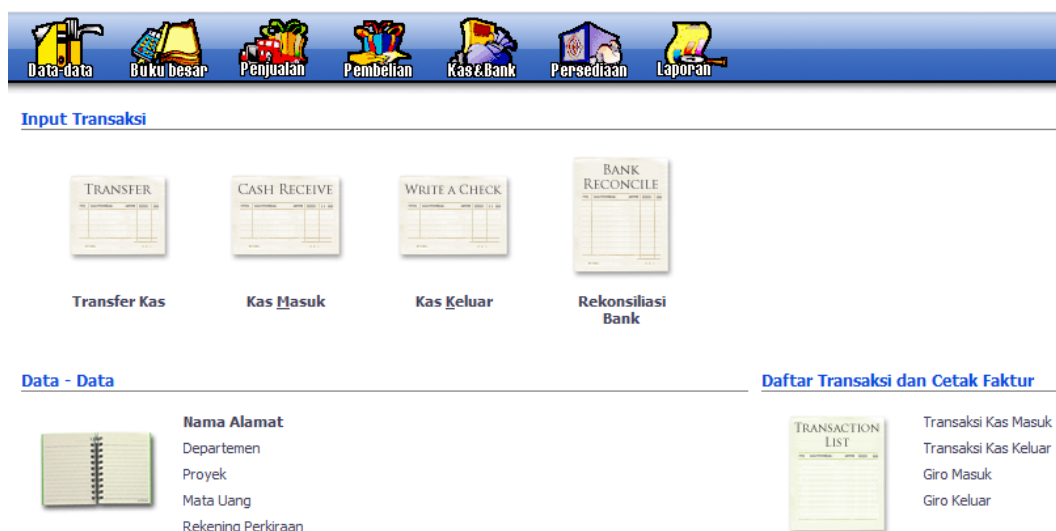 Data-data
Buku besar
Penjualan
Pembelian
Kas&Bank
Persediaan
Laporan
Input Transaksi
TRANSFER
CASH RECEIVE
WRITE A CHECK
BANK
RECONCILE
Transfer Kas
Kas Masuk
Kas Keluar
Rekonsiliasi
Bank
Data - Data
Nama Alamat
Departemen
Proyek
Mata Uang
Rekening Perkiraan
Daftar Transaksi dan Cetak Faktur
TRANSACTION
LIST
Transaksi Kas Masuk
Transaksi Kas Keluar
Giro Masuk
Giro Keluar